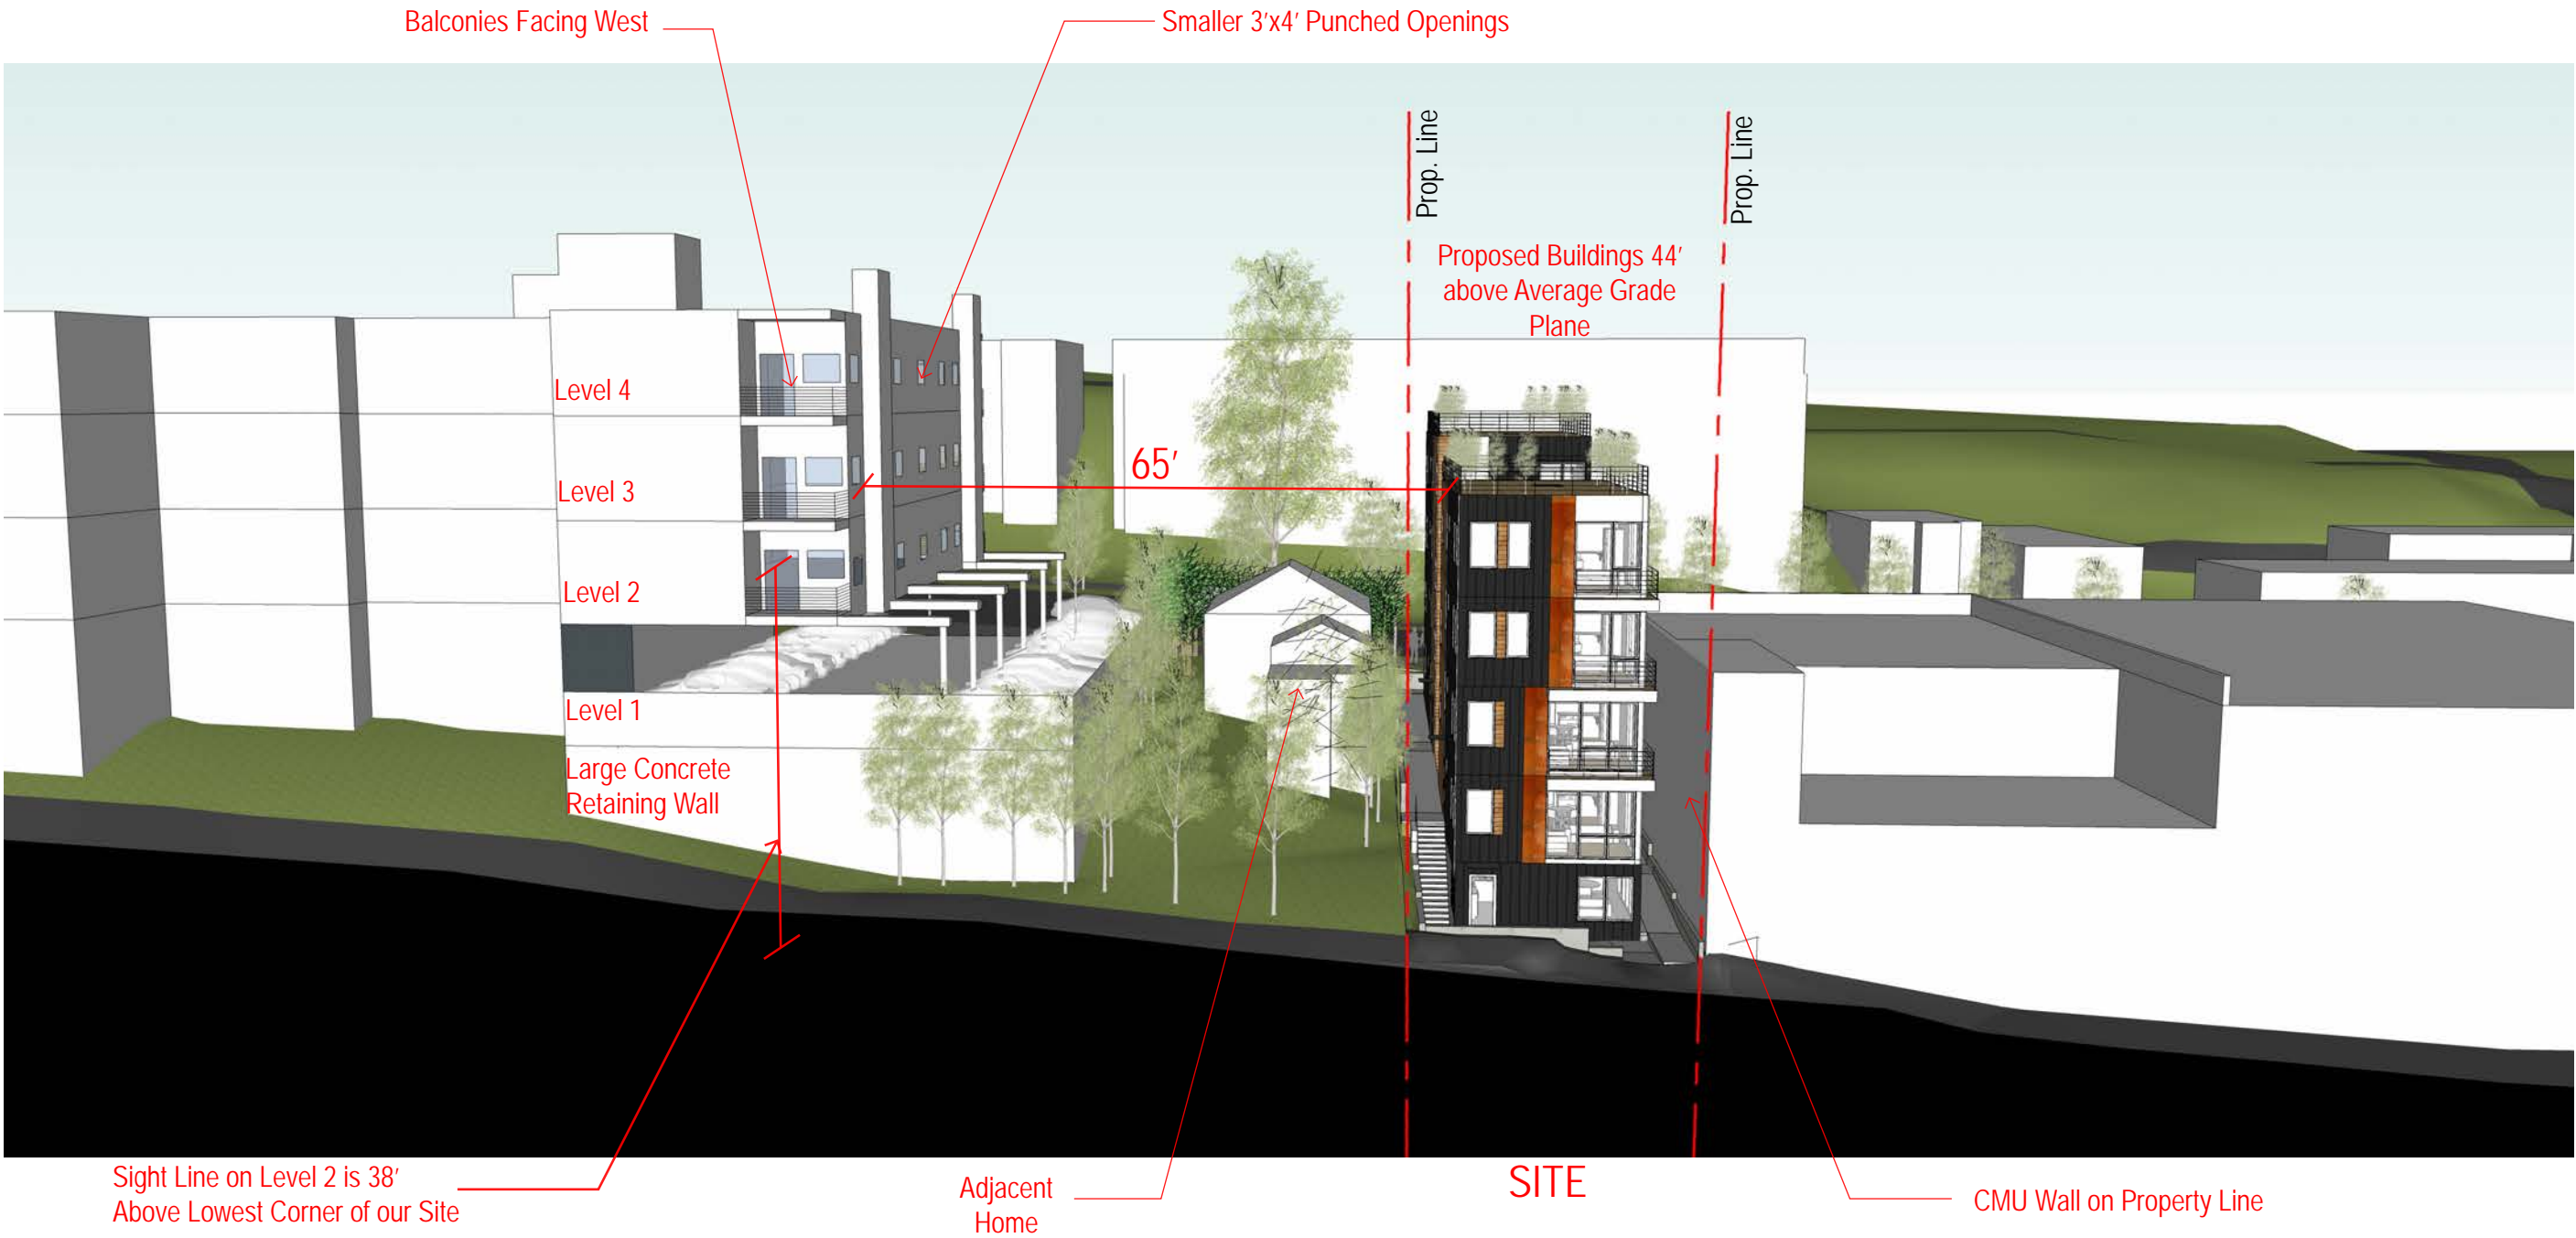 Balconies Facing West
Smaller 3'x4' Punched Openings
Prop. Line
Prop. Line
Proposed Buildings 44'
above Average Grade
Plane
Level 4
65'
Level 3
Level 2
Level 1
Large Concrete
Retaining Wall
Sight Line on Level 2 is 38'
Above Lowest Corner of our Site
Adjacent
Home
SITE
CMU Wall on Property Line